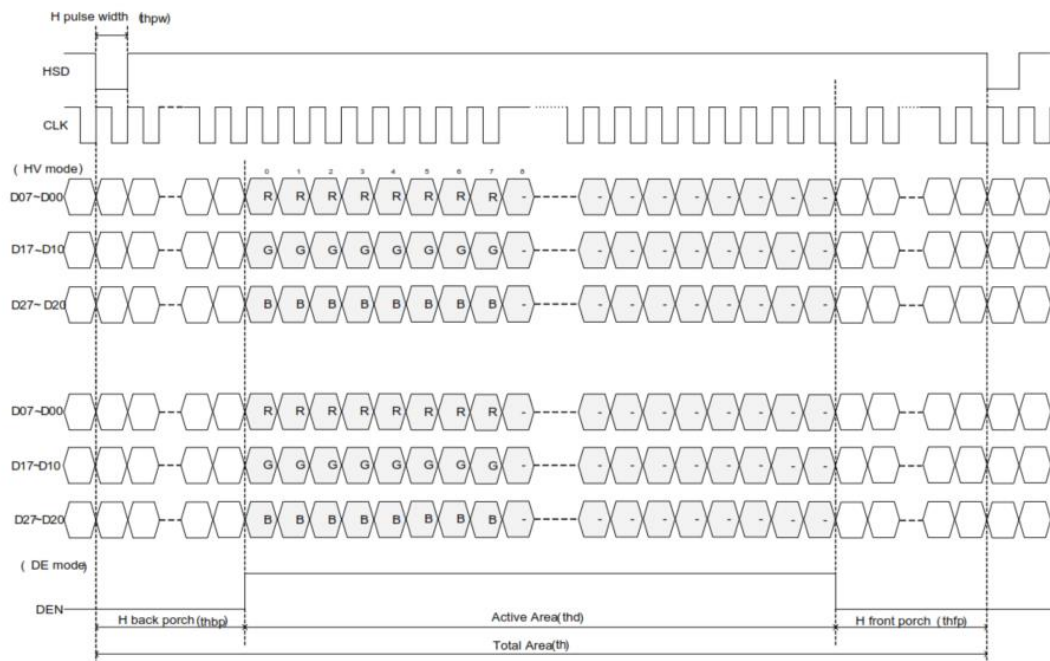 H pulse width (thpw)
HSD
CLK
( HV mode)
0 1 2 3 4 5 6 7 8
D07~D00 R R R R R R R R - - - - - - - - -
D17~D10 G G G G G G G G - - - - - - - - -
D27~D20 B B B B B B B B - - - - - - - - -
D07~D00 R R R R R R R R - - - - - - - - -
D17~D10 G G G G G G G G - - - - - - - - -
D27~D20 B B B B B B B B - - - - - - - - -
( DE mode)
DEN
H back porch (thbp) Active Area(thd) H front porch (thfp)
Total Area(th)